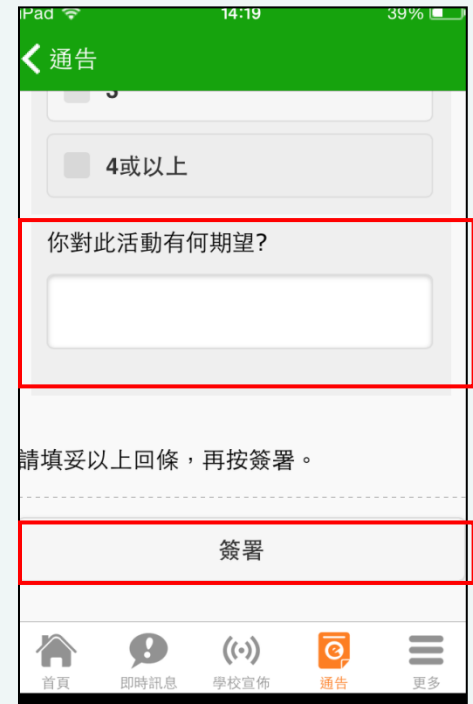 iPad 14:19 39%
通告
3
4或以上
你對此活動有何期望?
請填妥以上回條，再按簽署。
簽署
首頁 即時訊息 學校宣佈 通告 更多